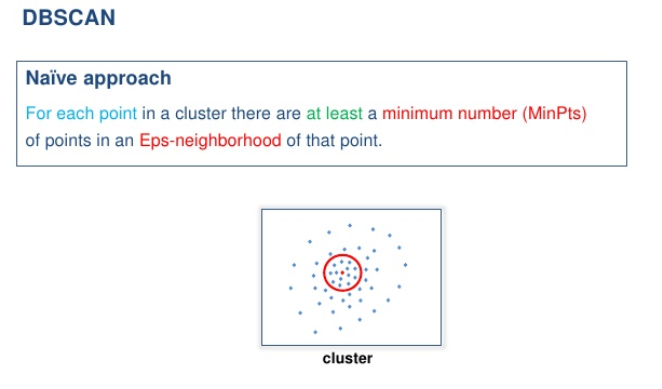 DBSCAN
Naïve approach
For each point in a cluster there are at least a minimum number (MinPts)
of points in an Eps-neighborhood of that point.
cluster